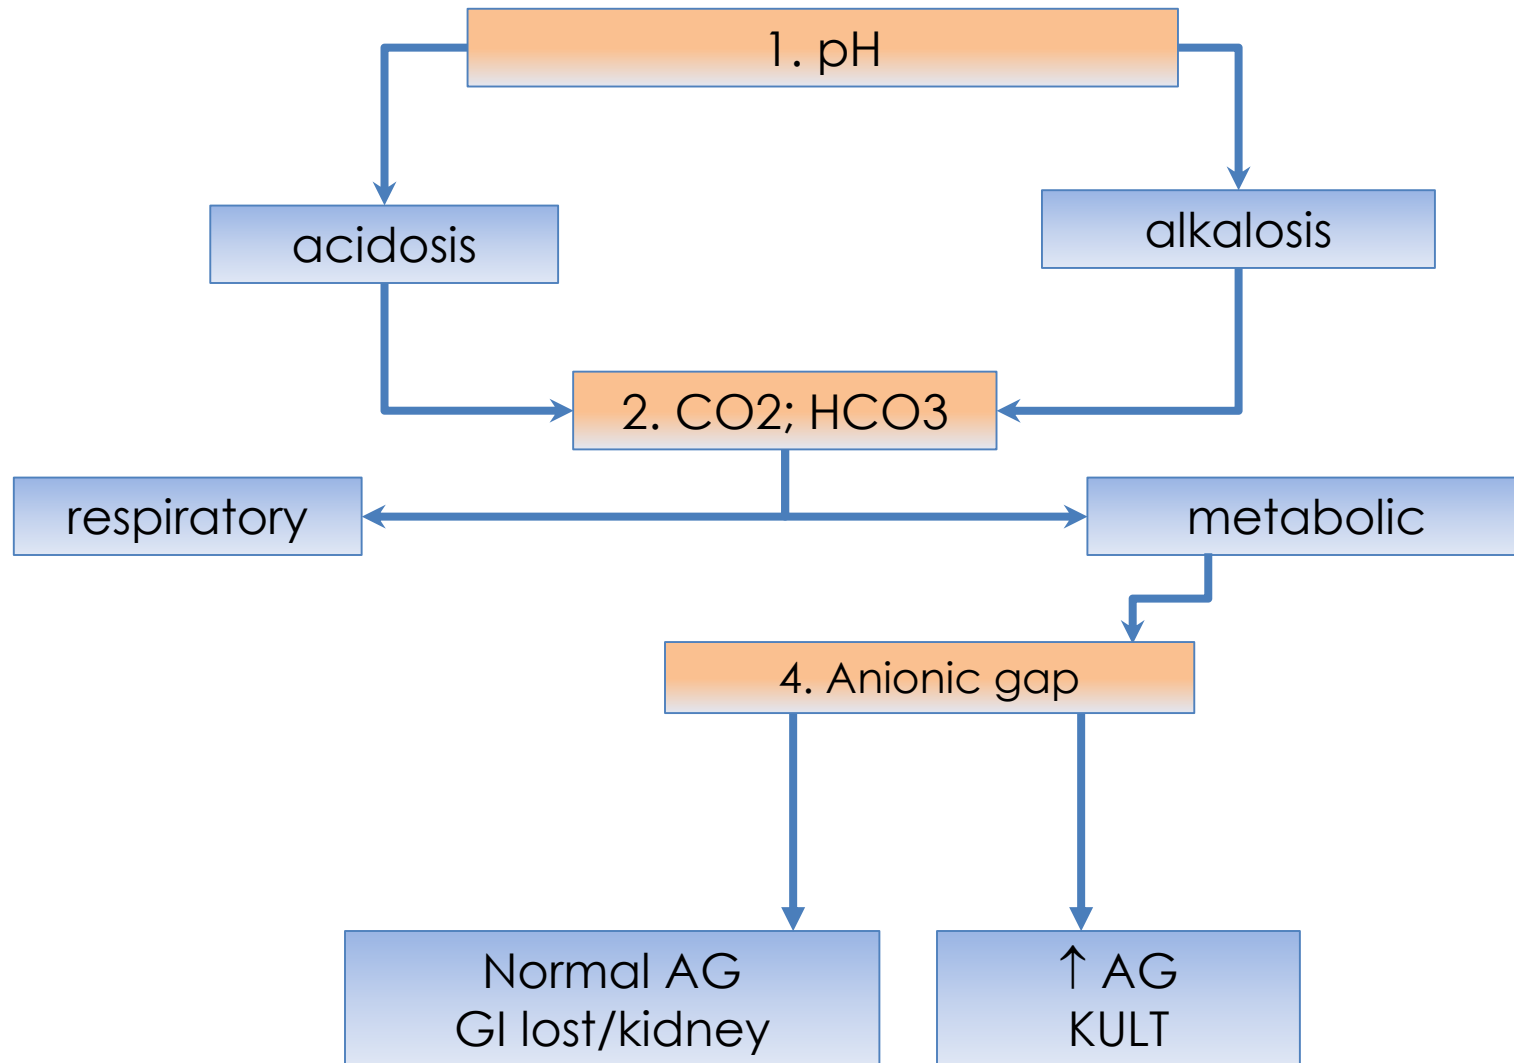 1. pH
acidosis
alkalosis
2. CO2; HCO3
respiratory
metabolic
4. Anionic gap
Normal AG
GI lost/kidney
↑ AG
KULT